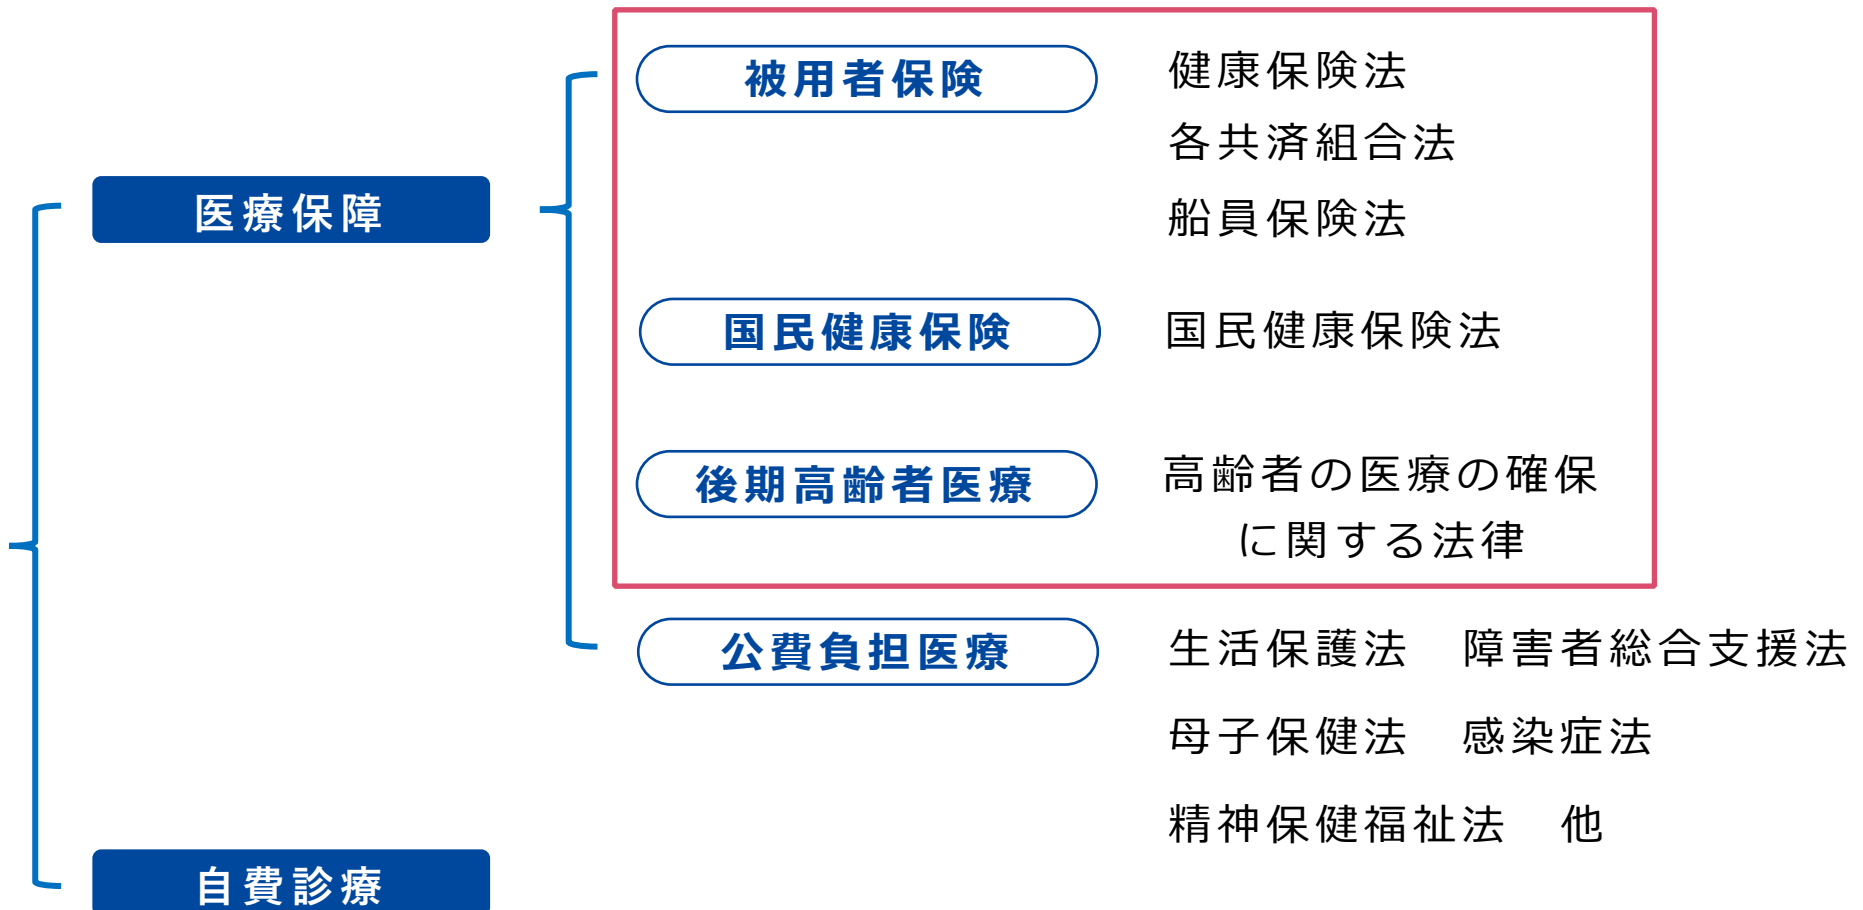 被用者保険 健康保険法
各共済組合法
医療保障
船員保険法
国民健康保険 国民健康保険法
後期高齢者医療 高齢者の医療の確保
に関する法律
公費負担医療 生活保護法 障害者総合支援法
母子保健法 感染症法
精神保健福祉法 他
自費診療